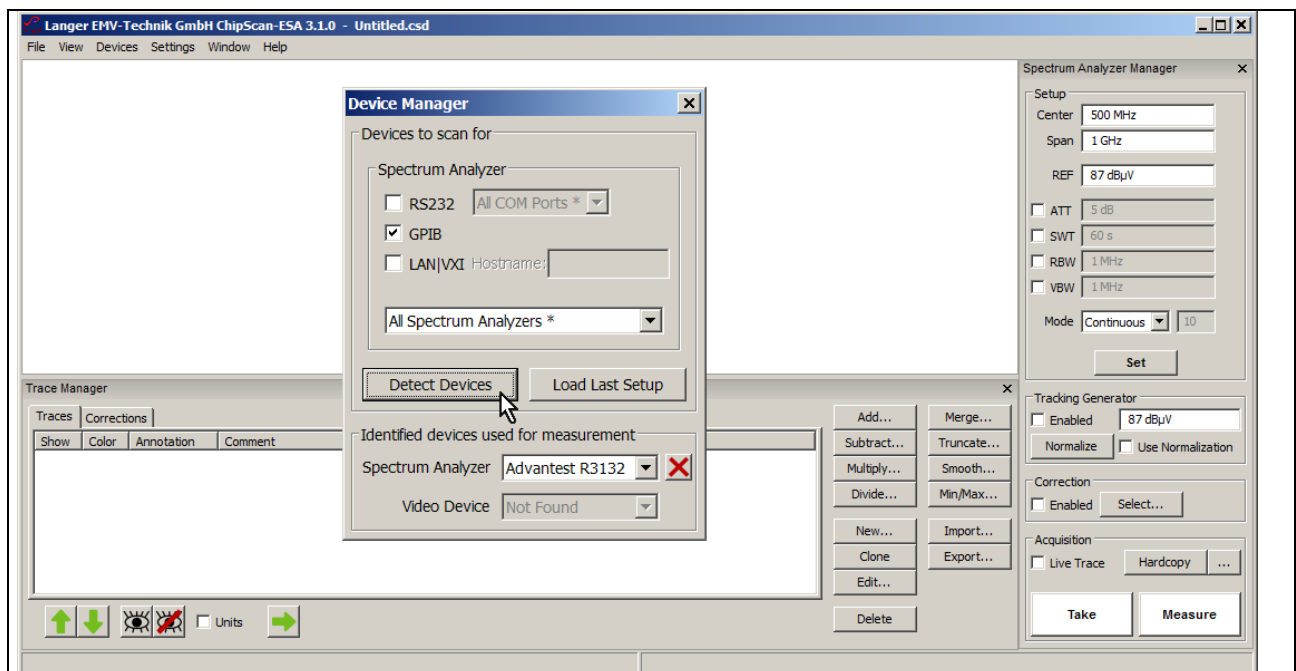 Langer EMV-Technik GmbH ChipScan-ESA 3.1.0 - Untitled.csd
File View Devices Settings Window Help
Device Manager
Devices to scan for
Spectrum Analyzer
RS232 All COM Ports *
GPIB
LAN|VXI Hostname:
All Spectrum Analyzers *
Detect Devices Load Last Setup
Identified devices used for measurement
Spectrum Analyzer Advantest R3132
Video Device Not Found
Trace Manager
Traces Corrections
Show Color Annotation Comment
Units
Add... Merge...
Subtract... Truncate...
Multiply... Smooth...
Divide... Min/Max...
New... Import...
Clone Export...
Edit...
Delete
Spectrum Analyzer Manager
Setup
Center 500 MHz
Span 1 GHz
REF 87 dBµV
ATT 5 dB
SWT 60 s
RBW 1 MHz
VBW 1 MHz
Mode Continuous 10
Set
Tracking Generator
Enabled 87 dBµV
Normalize Use Normalization
Correction
Enabled Select...
Acquisition
Live Trace Hardcopy ...
Take Measure